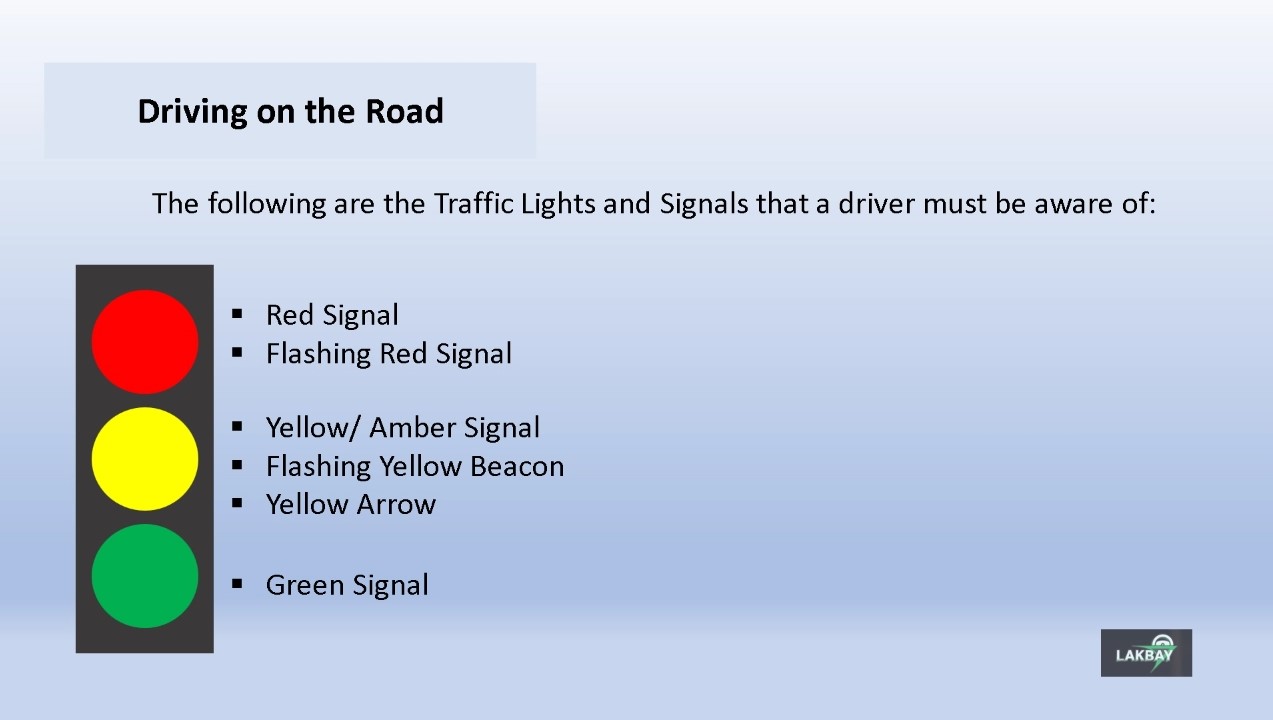 Driving on the Road
The following are the Traffic Lights and Signals that a driver must be aware of:
▪ Red Signal
▪ Flashing Red Signal
▪ Yellow/ Amber Signal
▪ Flashing Yellow Beacon
▪ Yellow Arrow
▪ Green Signal
LAKBAY